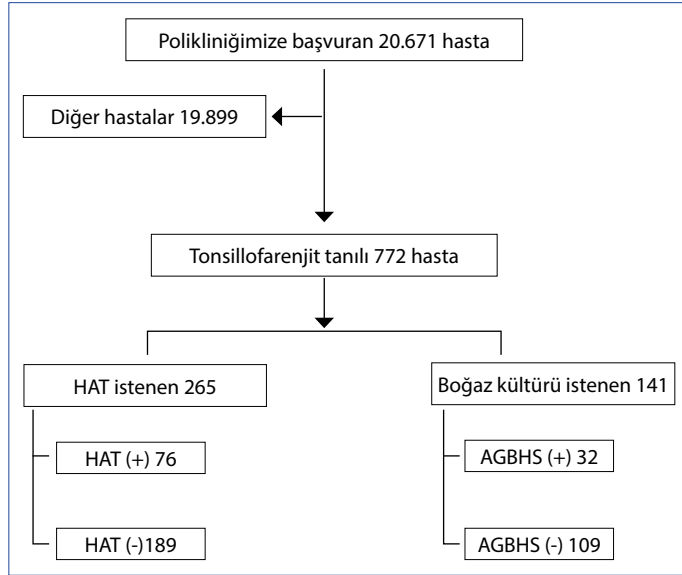 Polikliniğimize başvuran 20.671 hasta
Diğer hastalar 19.899
Tonsillofarenjit tanılı 772 hasta
HAT istenen 265
Boğaz kültürü istenen 141
HAT (+) 76
AGBHS (+) 32
HAT (-)189
AGBHS (-) 109